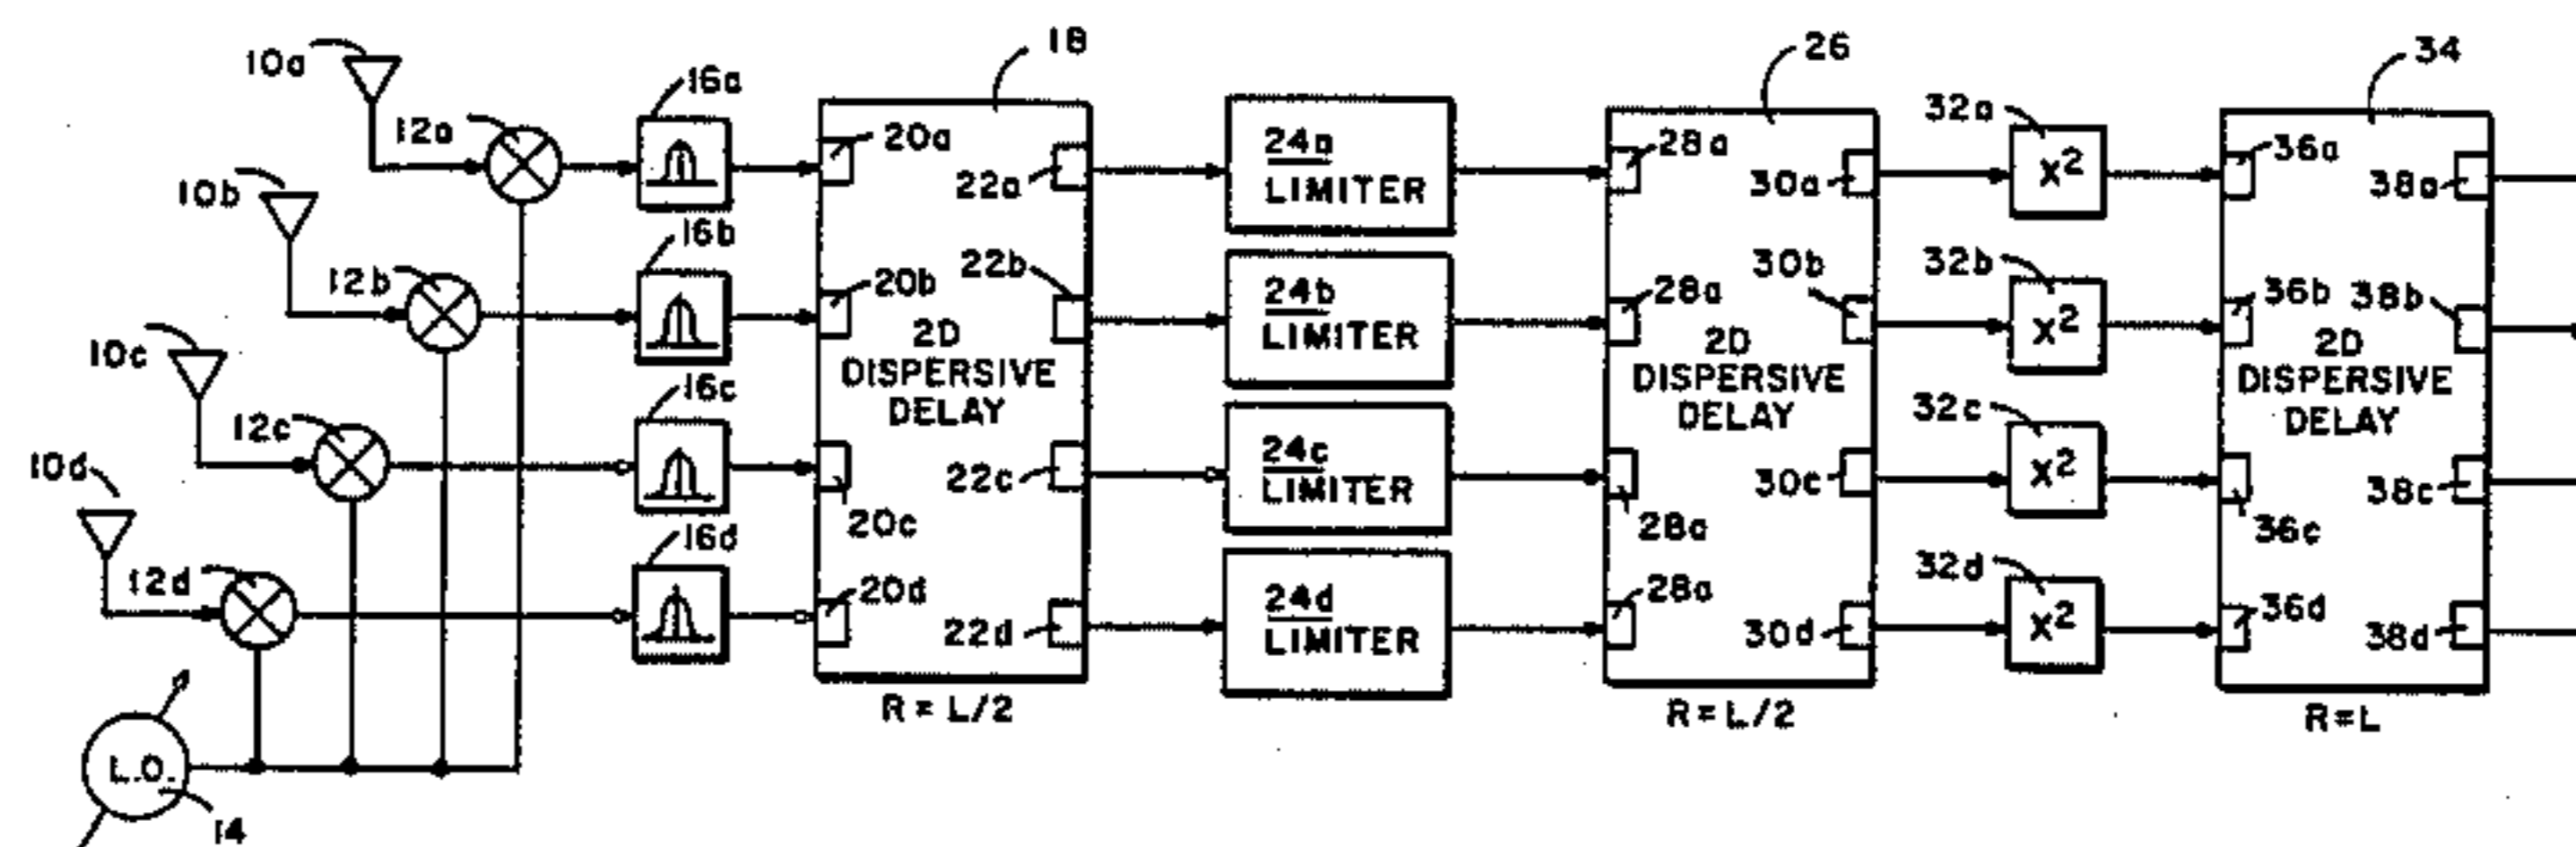 10a
12a
16a
18
20a
22a
24a
LIMITER
26
28a
30a
32a
X²
34
36a
38a
10b
12b
16b
20b
22b
24b
LIMITER
28a
30b
32b
X²
36b
38b
2D
DISPERSIVE
DELAY
2D
DISPERSIVE
DELAY
2D
DISPERSIVE
DELAY
10c
12c
16c
20c
22c
24c
LIMITER
28a
30c
32c
X²
36c
38c
10d
12d
16d
20d
22d
24d
LIMITER
28a
30d
32d
X²
36d
38d
R = L/2
R = L/2
R=L
L.O.
14